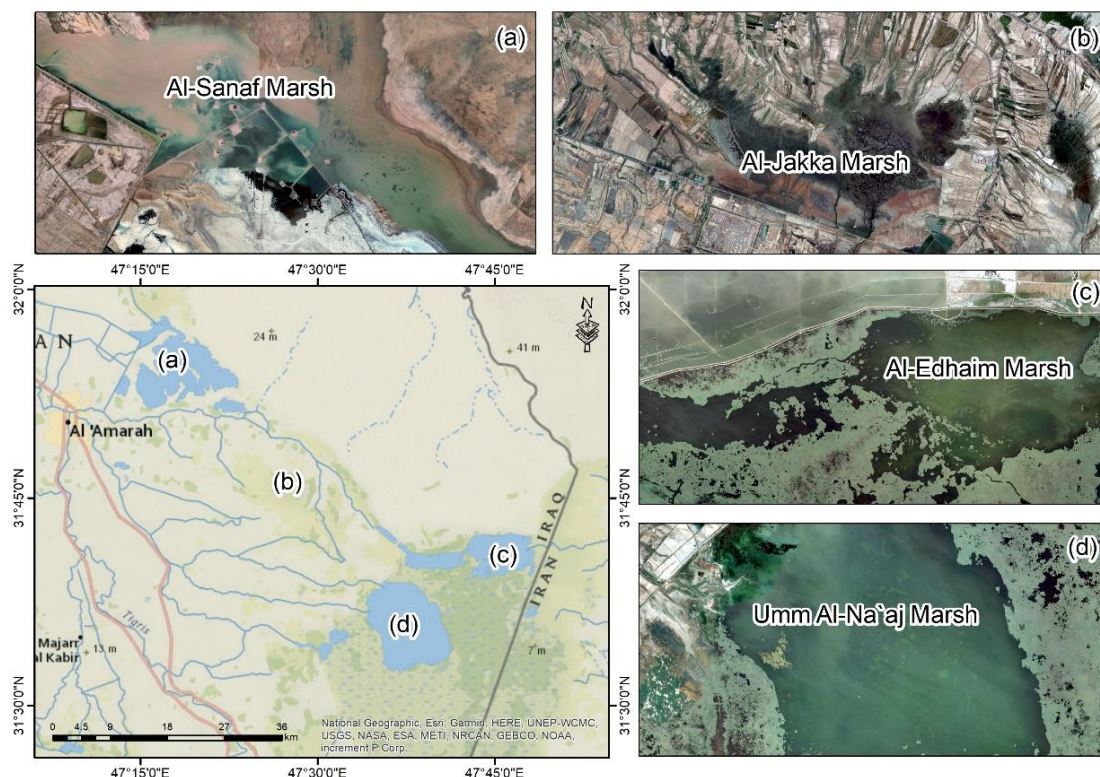 (a)
Al-Sanaf Marsh
(b)
Al-Jakka Marsh
47°15'0"E
47°30'0"E
47°45'0"E
32°0'0"N
31°45'0"N
31°30'0"N
32°0'0"N
31°45'0"N
31°30'0"N
N
24 m
41 m
A N
(a)
Al 'Amarah
(b)
(c)
IRAN IRAQ
(d)
Tigris
Majarr
al Kabir
13 m
7 m
0 4.5 9 18 27 36
km
National Geographic, Esri, Garmin, HERE, UNEP-WCMC,
USGS, NASA, ESA, METI, NRCAN, GEBCO, NOAA,
increment P Corp.
47°15'0"E
47°30'0"E
47°45'0"E
(c)
Al-Edhaim Marsh
(d)
Umm Al-Na`aj Marsh